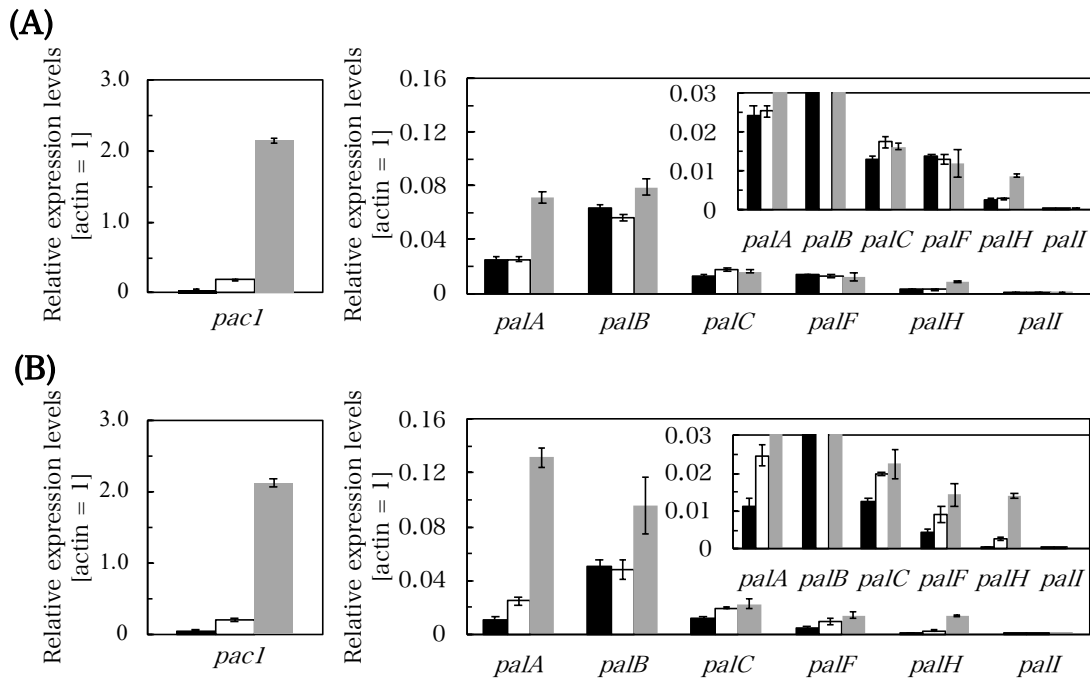 (A)
Relative expression levels
[actin = 1]
3.0
2.0
1.0
0
pac1
Relative expression levels
[actin = 1]
0.16
0.12
0.08
0.04
0
palA palB palC palF palH palI
0.03
0.02
0.01
0
palA palB palC palF palH palI
(B)
Relative expression levels
[actin = 1]
3.0
2.0
1.0
0
pac1
Relative expression levels
[actin = 1]
0.16
0.12
0.08
0.04
0
palA palB palC palF palH palI
0.03
0.02
0.01
0
palA palB palC palF palH palI